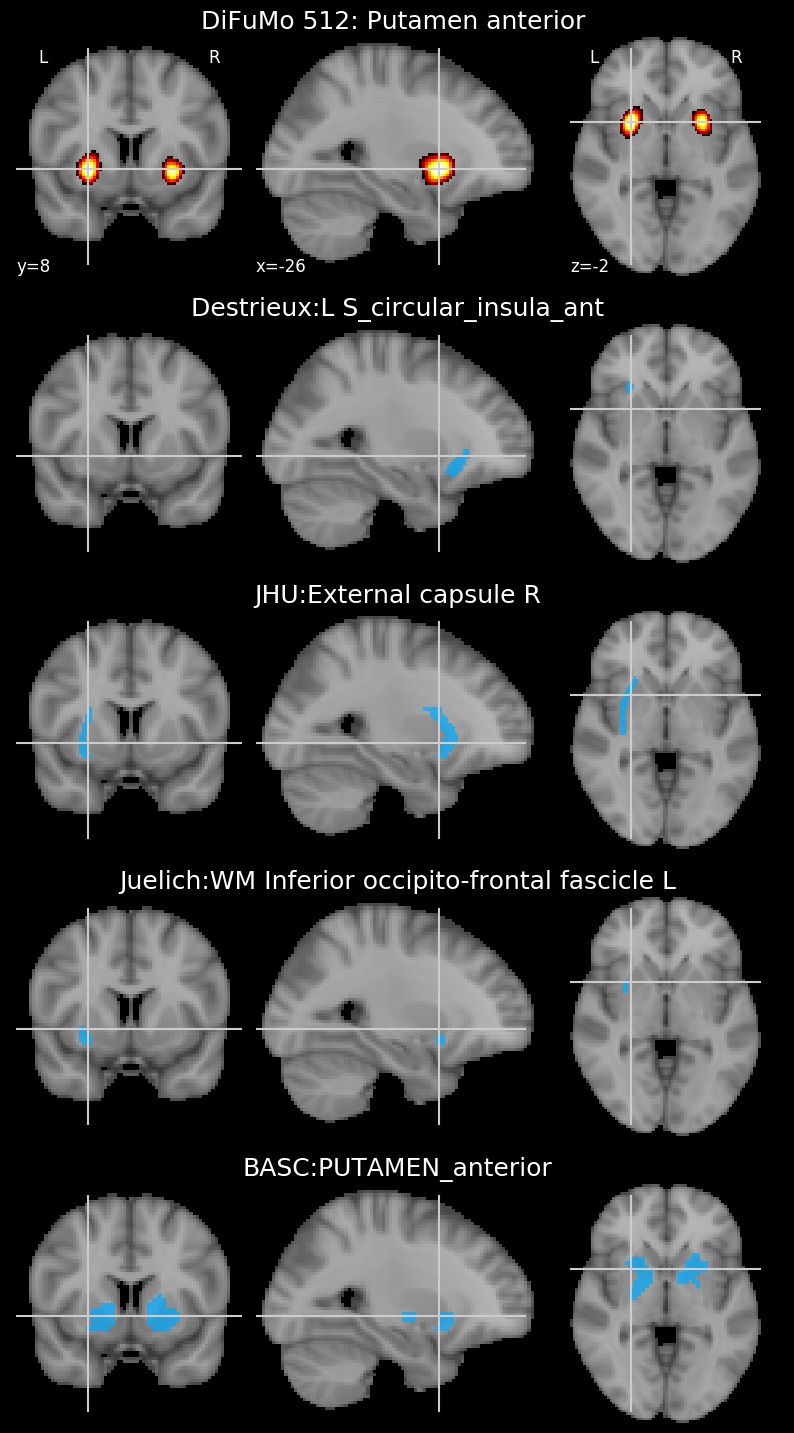 DiFuMo 512: Putamen anterior
L R L R
y=8 x=-26 z=-2
Destrieux:L S_circular_insula_ant
JHU:External capsule R
Juelich:WM Inferior occipito-frontal fascicle L
BASC:PUTAMEN_anterior